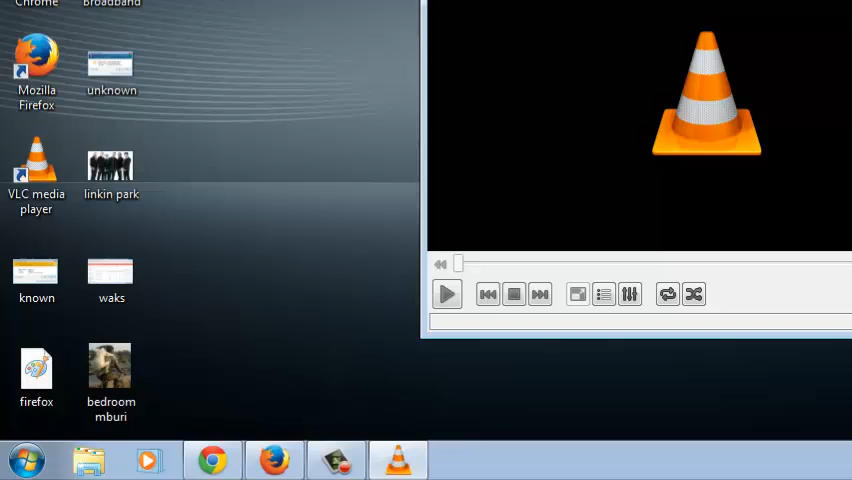 Chrome
Broadband
Mozilla
Firefox
unknown
VLC media
player
linkin park
known
waks
firefox
bedroom
mburi